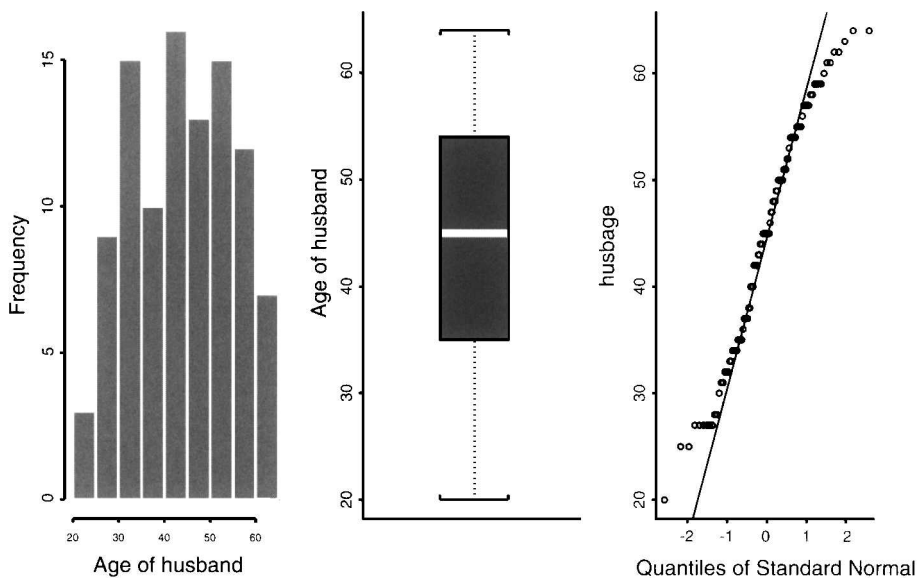 Frequency
15
10
5
0
20 30 40 50 60
Age of husband
Age of husband
60
50
40
30
20
husbage
60
50
40
30
20
-2 -1 0 1 2
Quantiles of Standard Normal